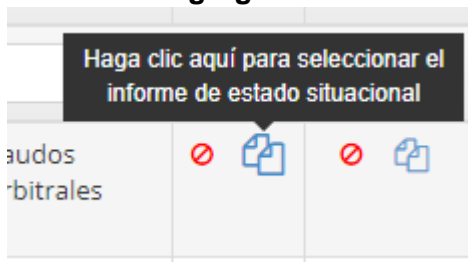 Haga clic aquí para seleccionar el
informe de estado situacional
audos
rbitrales